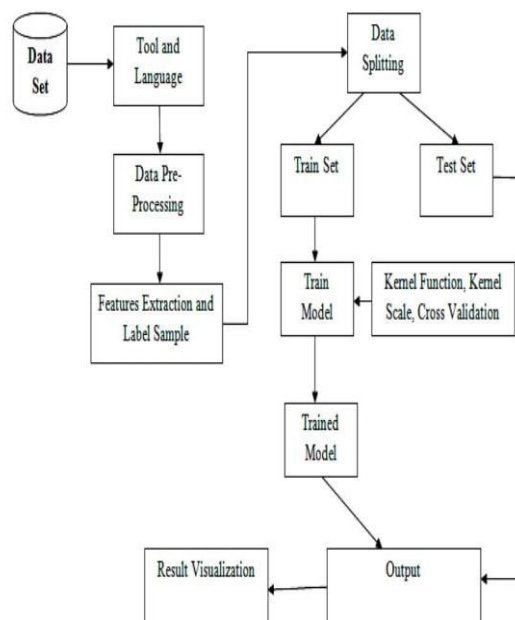 Data
Set
Tool and
Language
Data Pre-
Processing
Features Extraction and
Label Sample
Data
Splitting
Train Set
Test Set
Train
Model
Kernel Function, Kernel
Scale, Cross Validation
Trained
Model
Output
Result Visualization